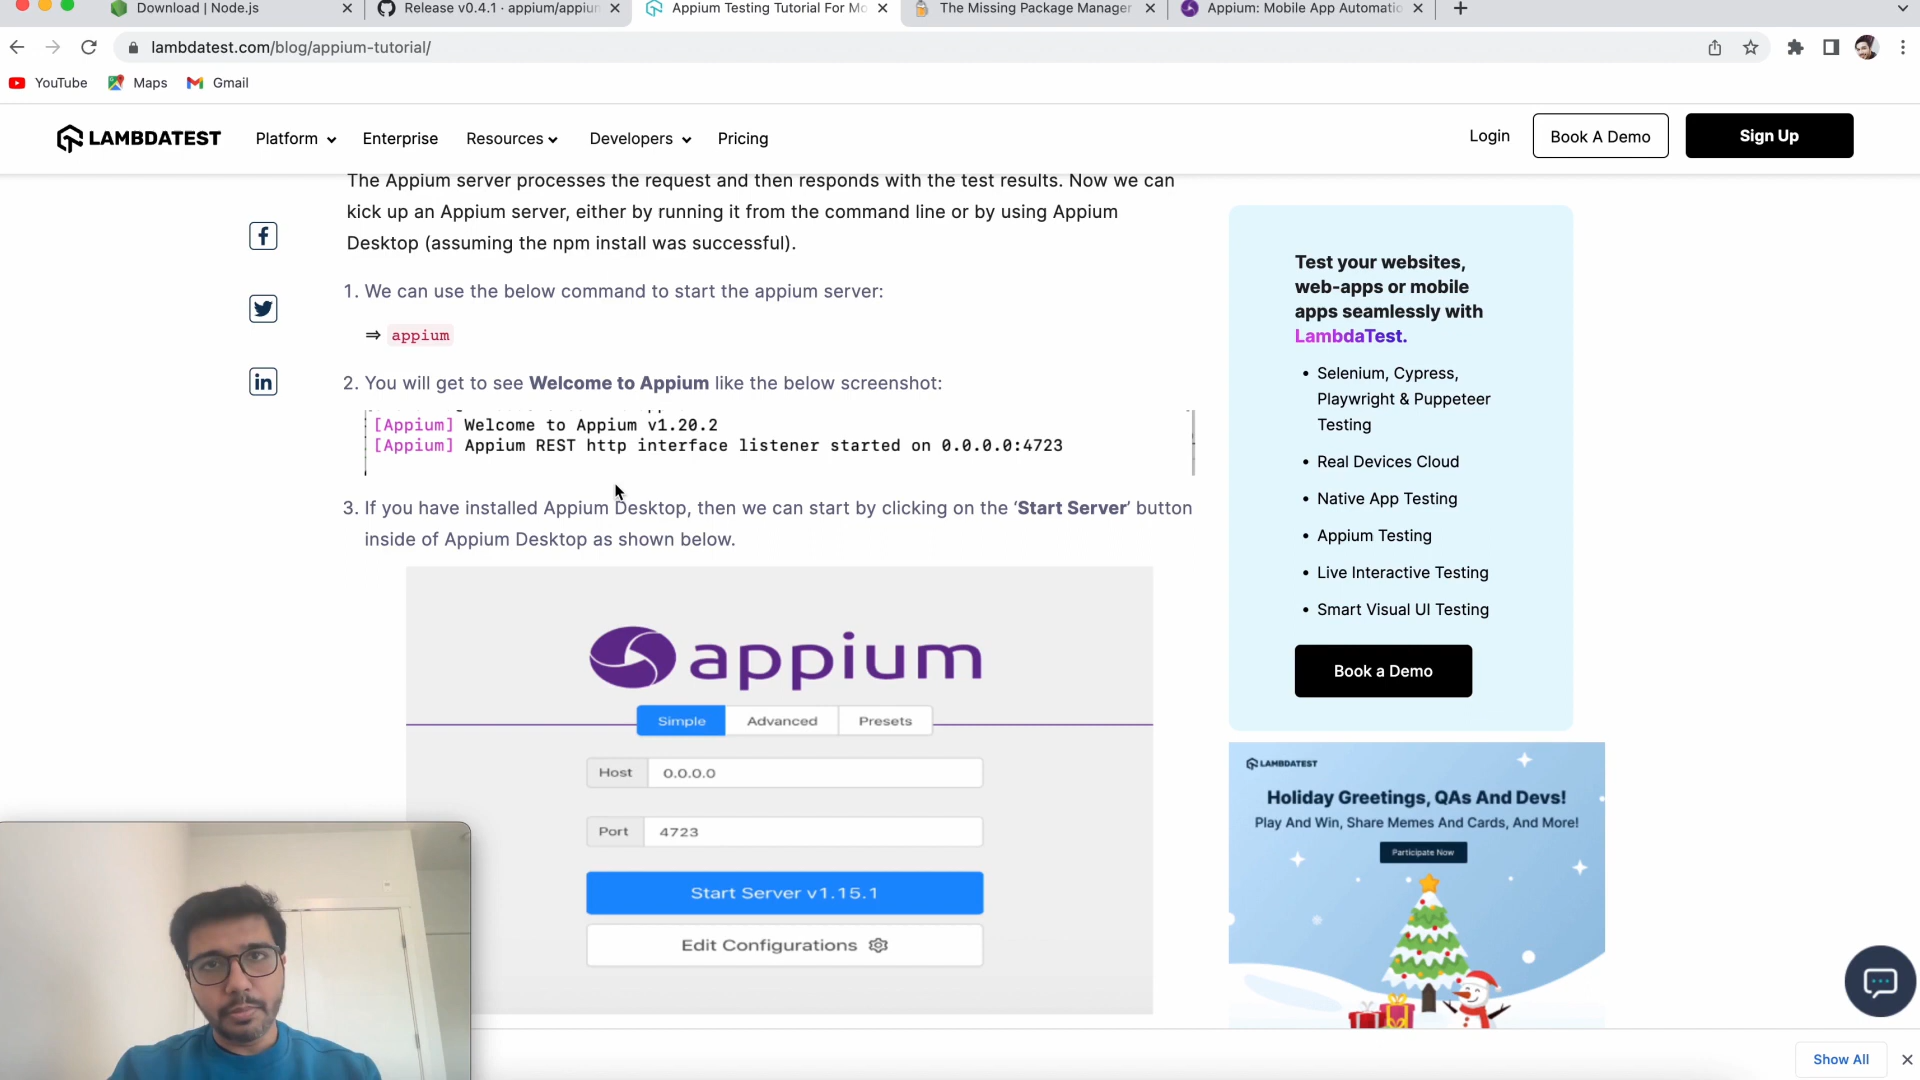 Download | Node.js
Release v0.4.1 · appium/appiun
Appium Testing Tutorial For Mo
The Missing Package Manager
Appium: Mobile App Automatio
lambdatest.com/blog/appium-tutorial/
YouTube
Maps
Gmail
LAMBDATEST
Platform
Enterprise
Resources
Developers
Pricing
Login
Book A Demo
Sign Up
The Appium server processes the request and then responds with the test results. Now we can
kick up an Appium server, either by running it from the command line or by using Appium
Desktop (assuming the npm install was successful).
1. We can use the below command to start the appium server:
⇒ appium
2. You will get to see Welcome to Appium like the below screenshot:
[Appium] Welcome to Appium v1.20.2
[Appium] Appium REST http interface listener started on 0.0.0.0:4723
3. If you have installed Appium Desktop, then we can start by clicking on the ‘Start Server’ button
inside of Appium Desktop as shown below.
appium
Simple
Advanced
Presets
Host
0.0.0.0
Port
4723
Start Server v1.15.1
Edit Configurations
Test your websites,
web-apps or mobile
apps seamlessly with
LambdaTest.
• Selenium, Cypress,
Playwright & Puppeteer
Testing
• Real Devices Cloud
• Native App Testing
• Appium Testing
• Live Interactive Testing
• Smart Visual UI Testing
Book a Demo
LAMBDATEST
Holiday Greetings, QAs And Devs!
Play And Win, Share Memes And Cards, And More!
Participate Now
Show All